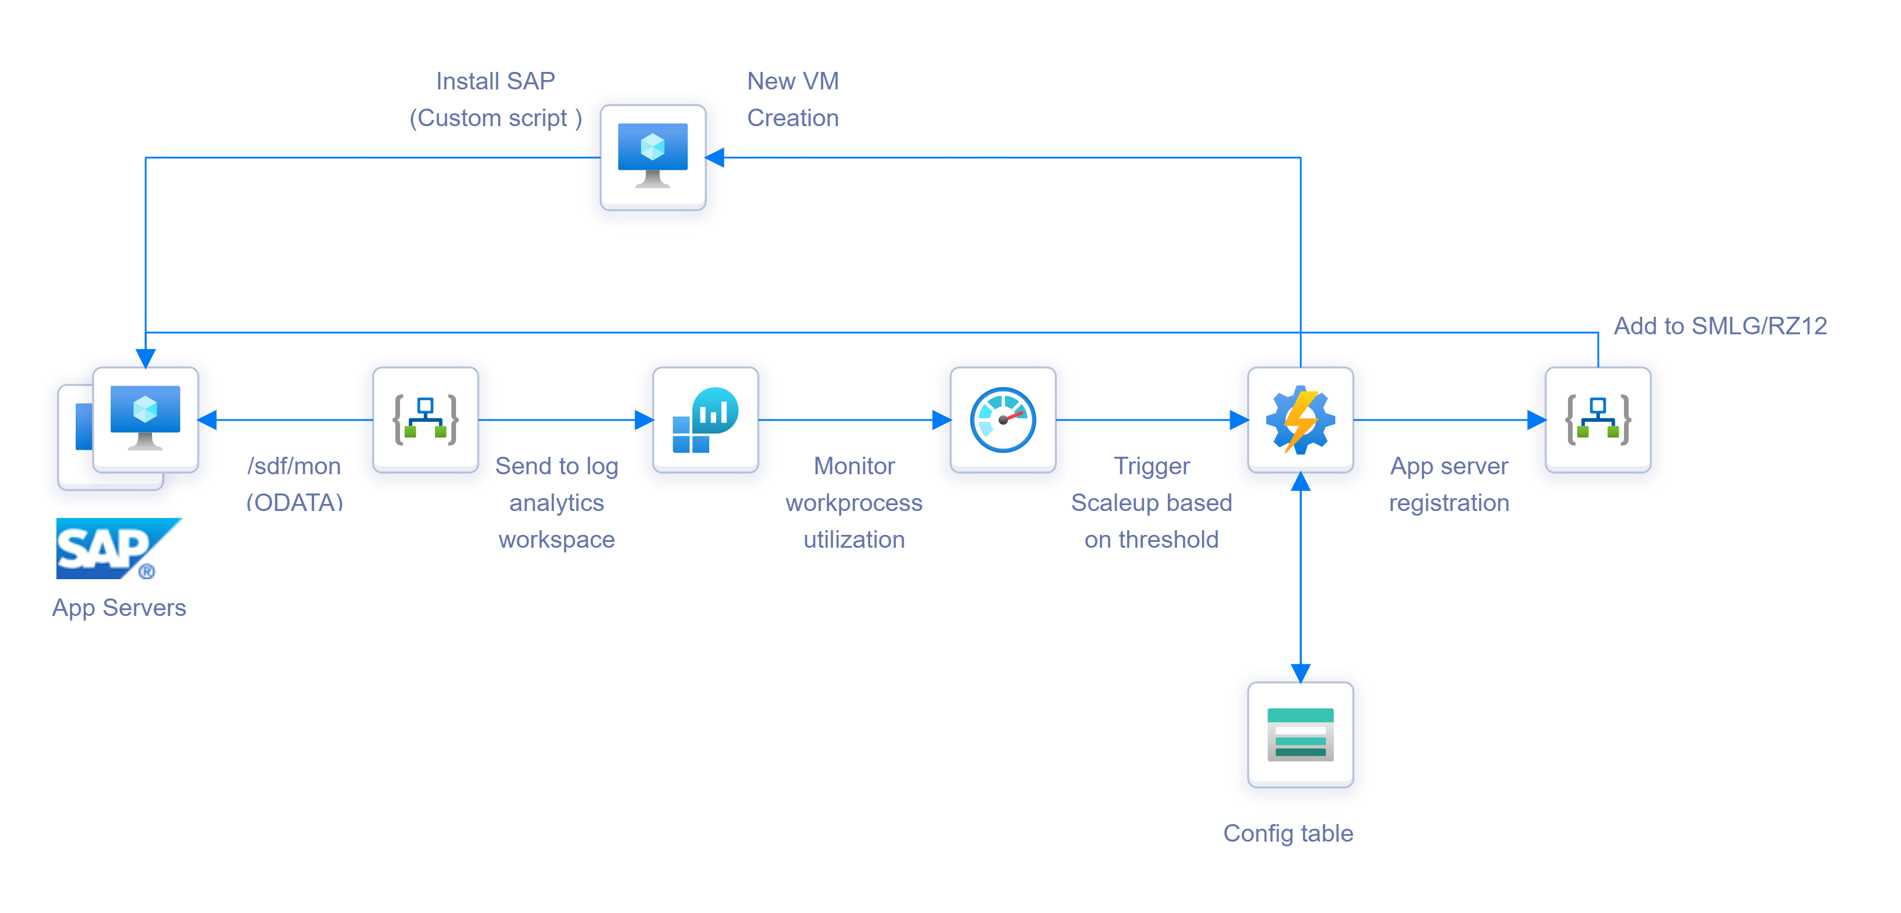 Install SAP
(Custom script )
New VM
Creation
Add to SMLG/RZ12
/sdf/mon
(ODATA)
Send to log
analytics
workspace
Monitor
workprocess
utilization
Trigger
Scaleup based
on threshold
App server
registration
SAP®
App Servers
Config table